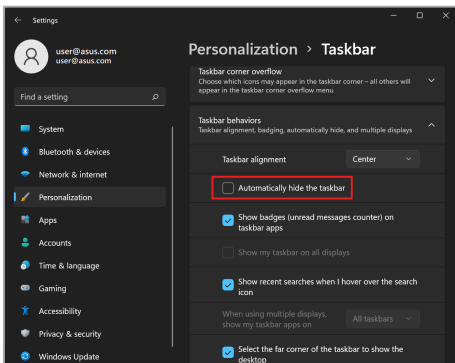 Settings
user@asus.com
user@asus.com
Find a setting
System
Bluetooth & devices
Network & internet
Personalization
Apps
Accounts
Time & language
Gaming
Accessibility
Privacy & security
Windows Update
Personalization > Taskbar
Taskbar corner overflow
Choose which icons may appear in the taskbar corner – all others will
appear in the taskbar corner overflow menu
Taskbar behaviors
Taskbar alignment, badging, automatically hide, and multiple displays
Taskbar alignment
Center
Automatically hide the taskbar
Show badges (unread messages counter) on
taskbar apps
Show my taskbar on all displays
Show recent searches when I hover over the search
icon
When using multiple displays,
show my taskbar apps on
All taskbars
Select the far corner of the taskbar to show the
desktop